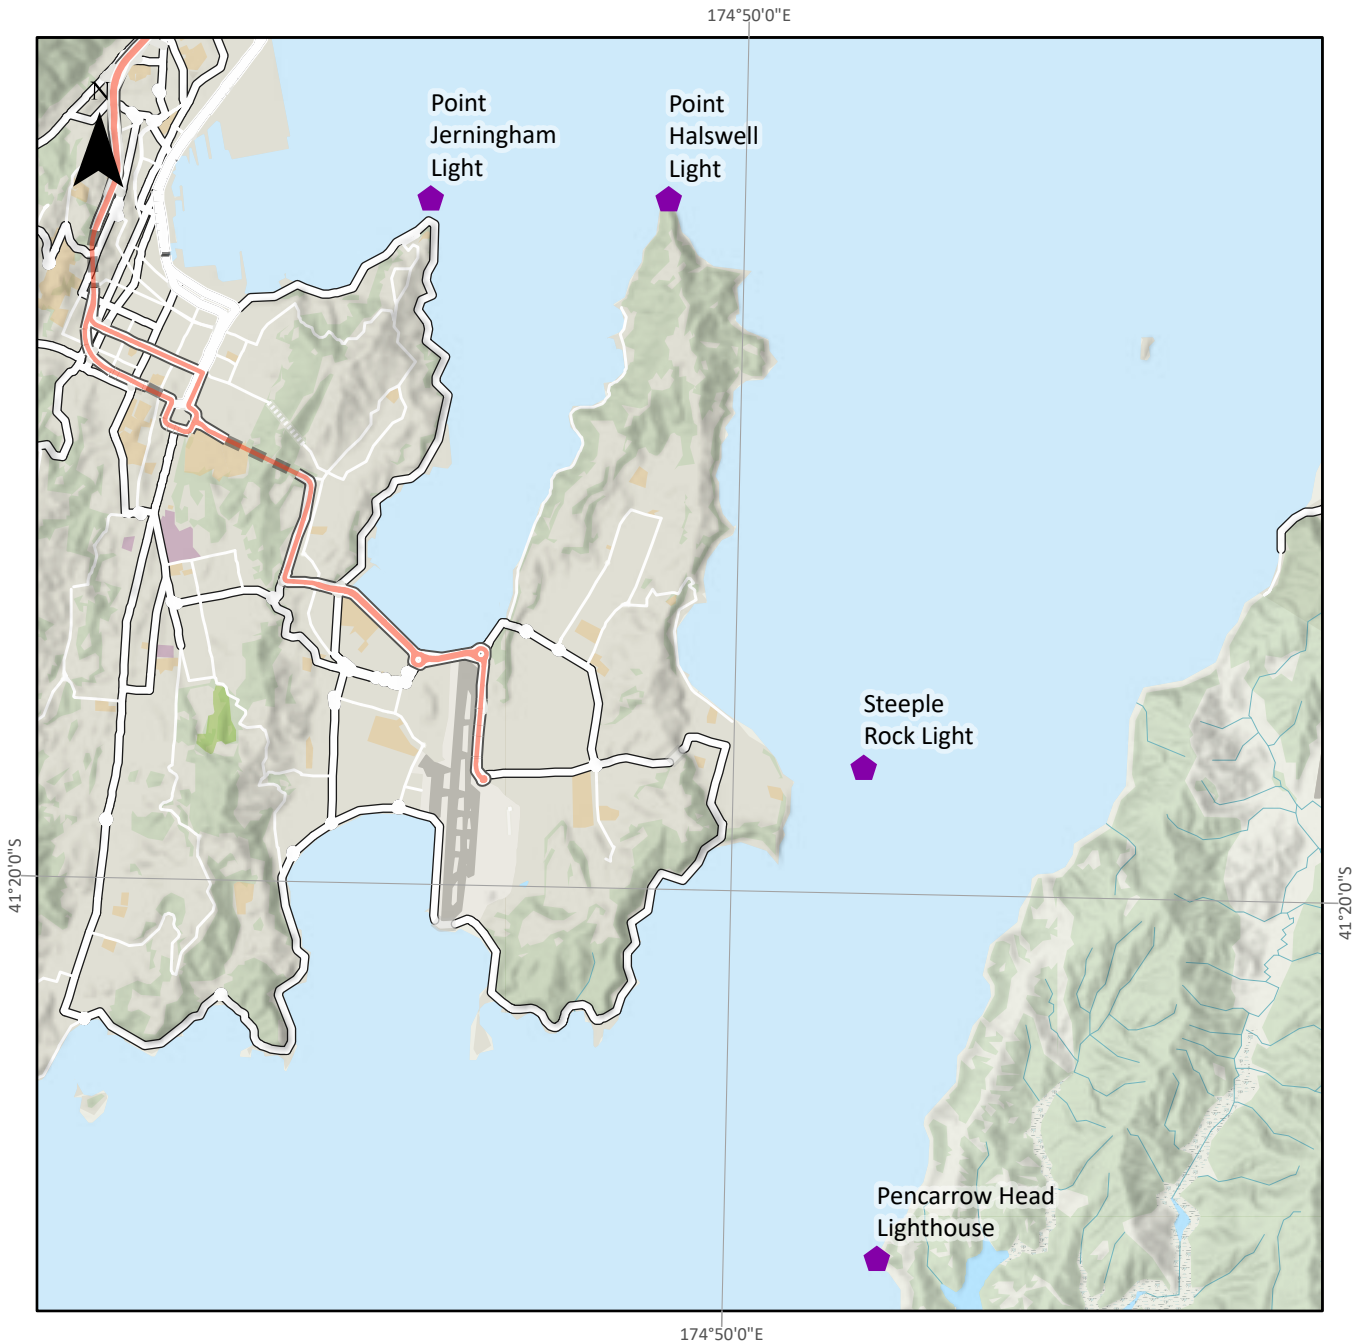 174°50'0"E
N
Point
Jerningham
Light
Point
Halswell
Light
Steeple
Rock Light
41°20'0"S
41°20'0"S
Pencarrow Head
Lighthouse
174°50'0"E